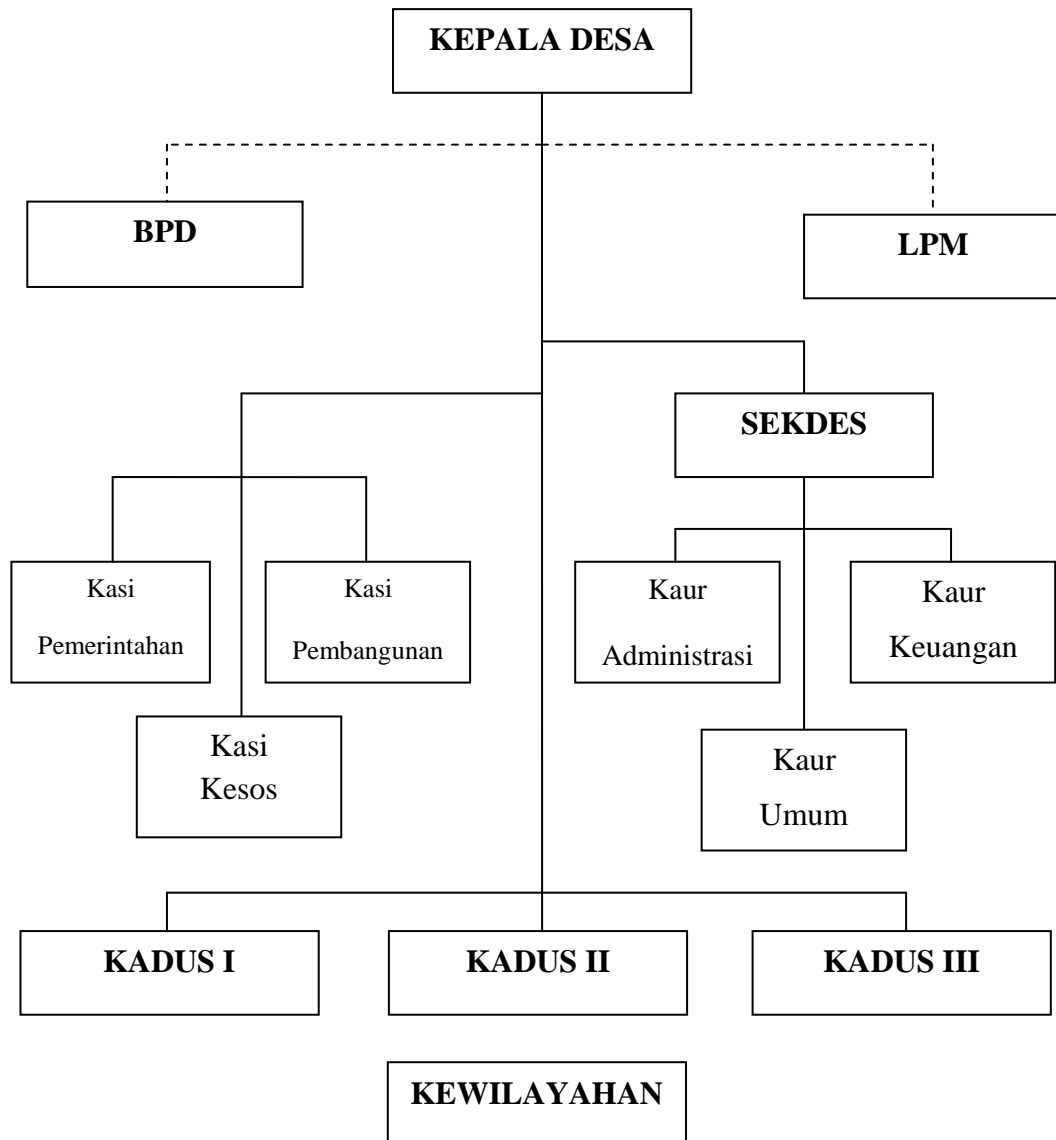 KEPALA DESA
BPD
LPM
SEKDES
Kasi
Pemerintahan
Kasi
Pembangunan
Kaur
Administrasi
Kaur
Keuangan
Kasi
Kesos
Kaur
Umum
KADUS I
KADUS II
KADUS III
KEWILAYAHAN